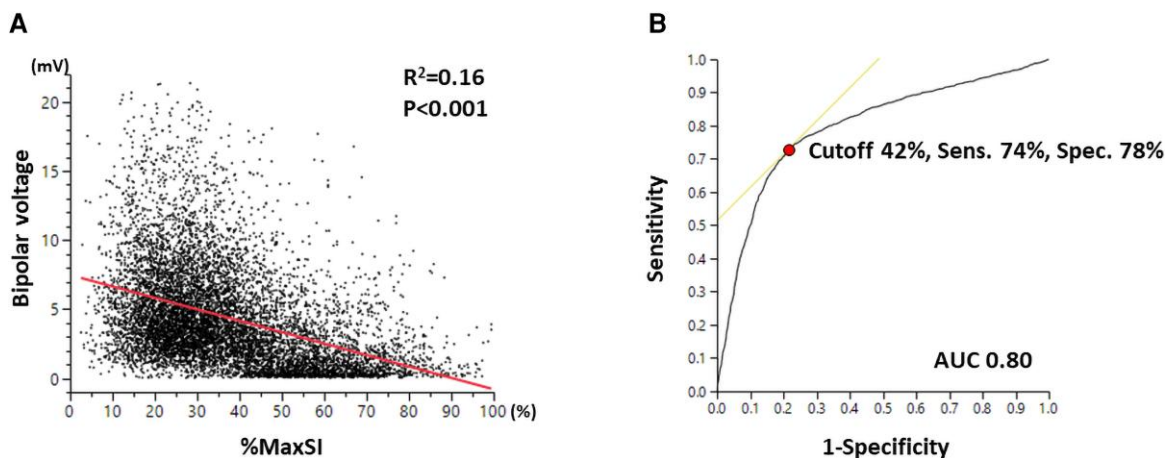 A
(mV)
20
15
10
5
0
Bipolar voltage
R²=0.16
P<0.001
0 10 20 30 40 50 60 70 80 90 100 (%)
%MaxSI
B
1.0
0.9
0.8
0.7
0.6
0.5
0.4
0.3
0.2
0.1
0.0
Sensitivity
Cutoff 42%, Sens. 74%, Spec. 78%
AUC 0.80
0.0 0.1 0.2 0.3 0.4 0.5 0.6 0.7 0.8 0.9 1.0
1-Specificity